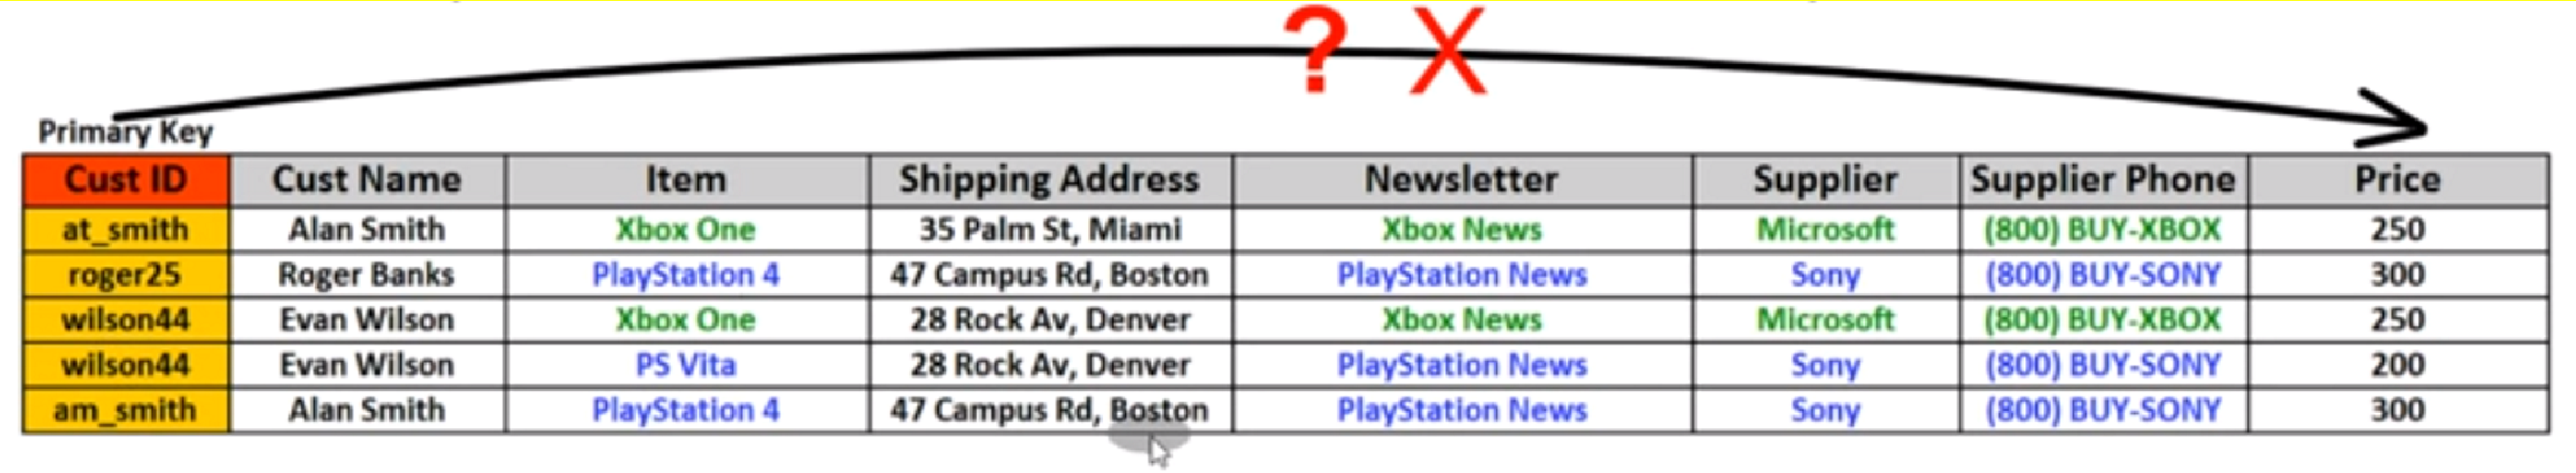 ? X
Primary Key
Cust ID Cust Name Item Shipping Address Newsletter Supplier Supplier Phone Price
at_smith Alan Smith Xbox One 35 Palm St, Miami Xbox News Microsoft (800) BUY-XBOX 250
roger25 Roger Banks PlayStation 4 47 Campus Rd, Boston PlayStation News Sony (800) BUY-SONY 300
wilson44 Evan Wilson Xbox One 28 Rock Av, Denver Xbox News Microsoft (800) BUY-XBOX 250
wilson44 Evan Wilson PS Vita 28 Rock Av, Denver PlayStation News Sony (800) BUY-SONY 200
am_smith Alan Smith PlayStation 4 47 Campus Rd, Boston PlayStation News Sony (800) BUY-SONY 300